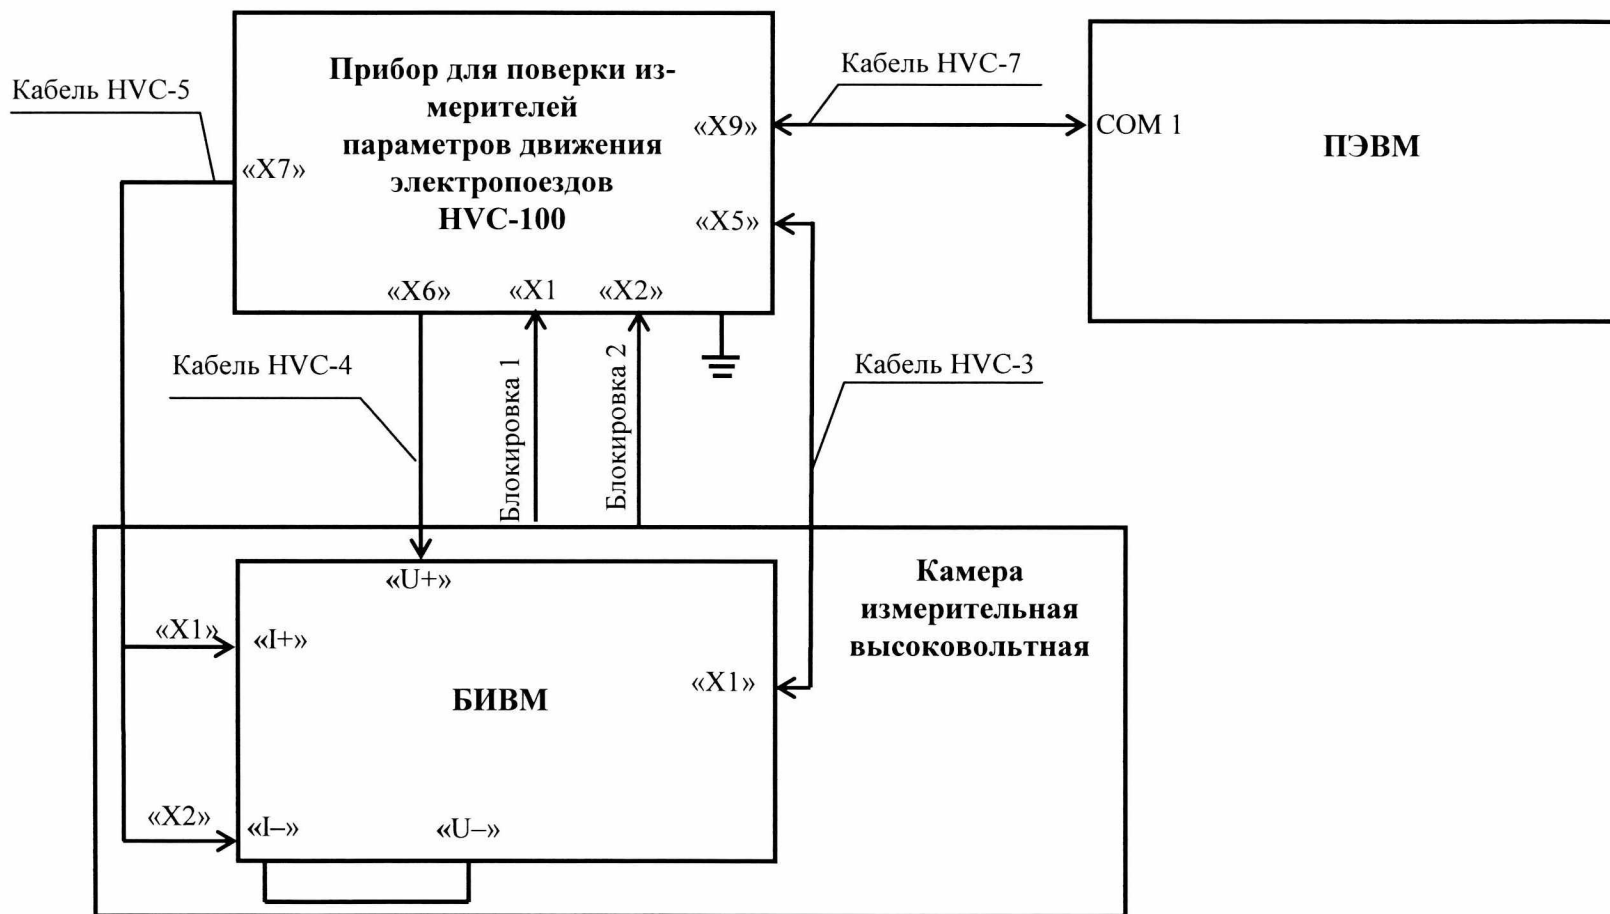 Кабель HVC-5
Прибор для поверки из-
мерителей
параметров движения
электропоездов
HVC-100
«X7»
«X9»
«X5»
«X6»
«X1
«X2»
Кабель HVC-7
COM 1
ПЭВМ
Кабель HVC-4
Блокировка 1
Блокировка 2
Кабель HVC-3
Камера
измерительная
высоковольтная
«U+»
«X1»
«I+»
«X1»
БИВМ
«X2»
«I–»
«U–»